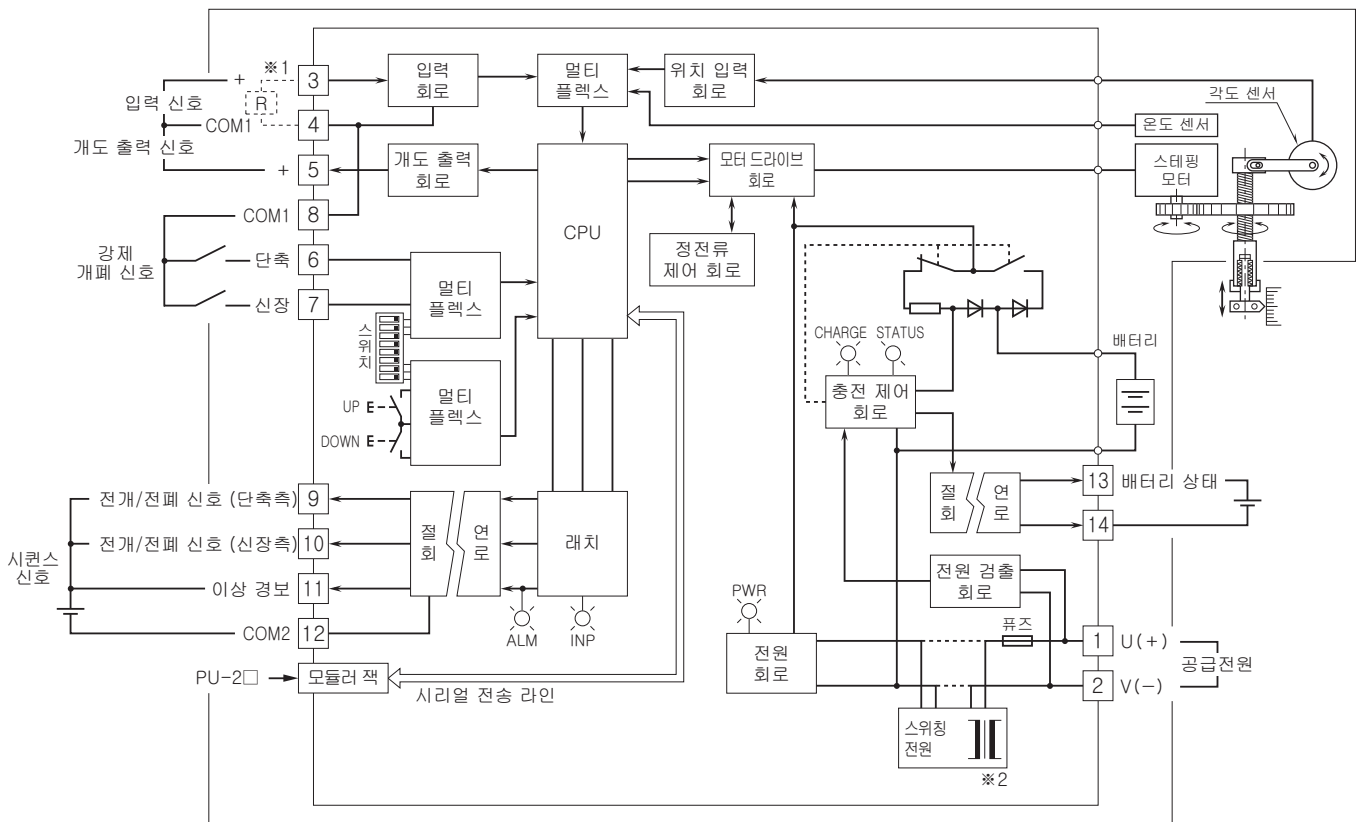 ※1
+
3
입력
회로
멀티
플렉스
위치 입력
회로
각도 센서
입력 신호
R
COM1
4
온도 센서
개도 출력 신호
+
5
개도 출력
회로
CPU
모터 드라이브
회로
스테핑
모터
COM1
8
정전류
제어 회로
강제
개폐 신호
단축
6
신장
7
멀티
플렉스
스위치
CHARGE
STATUS
배터리
충전 제어
회로
UP
DOWN
멀티
플렉스
시퀀스
신호
전개/전폐 신호 (단축측)
9
전개/전폐 신호 (신장측)
10
이상 경보
11
COM2
12
절 연
회 로
래치
ALM
INP
절 연
회 로
13
배터리 상태
14
전원 검출
회로
PWR
전원
회로
퓨즈
1
U(+)
공급전원
2
V(−)
스위칭
전원
※2
PU-2□
모듈러 잭
시리얼 전송 라인